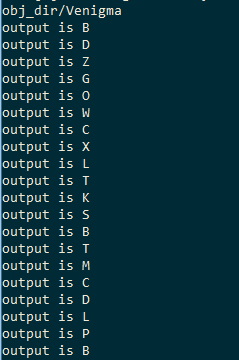 obj_dir/Venigma
output is B
output is D
output is Z
output is G
output is O
output is W
output is C
output is X
output is L
output is T
output is K
output is S
output is B
output is T
output is M
output is C
output is D
output is L
output is P
output is B